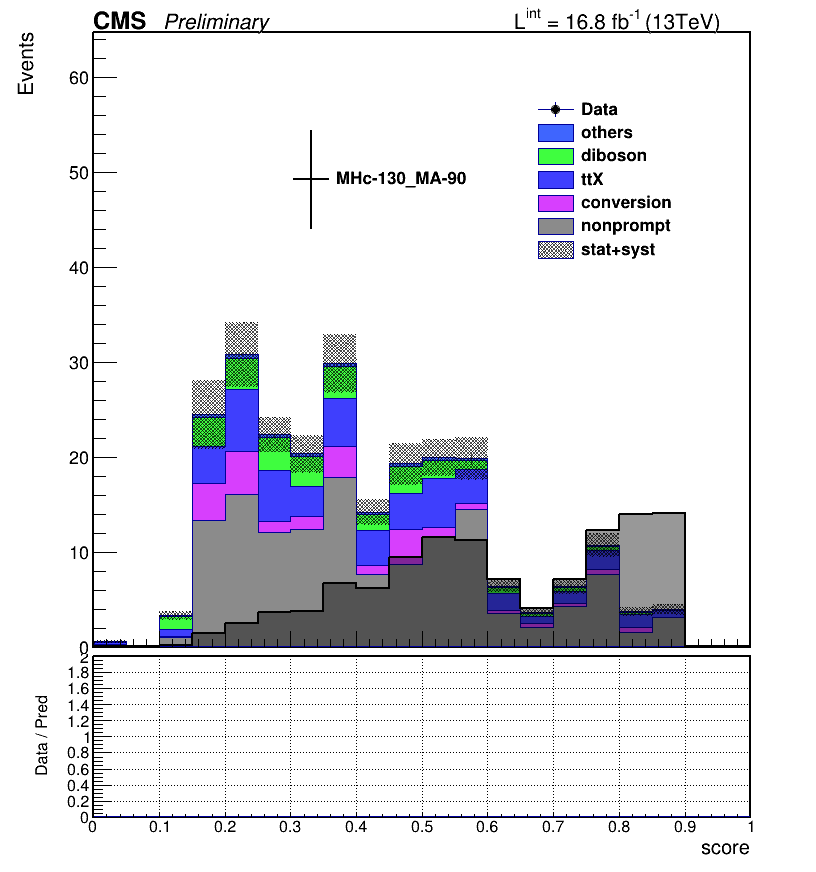 CMS Preliminary L^int = 16.8 fb^-1 (13TeV)
Events
60
50
40
30
20
10
0
Data
others
diboson
ttX
conversion
nonprompt
stat+syst
MHc-130_MA-90
Data / Pred
2
1.8
1.6
1.4
1.2
1
0.8
0.6
0.4
0.2
0
0 0.1 0.2 0.3 0.4 0.5 0.6 0.7 0.8 0.9 1
score